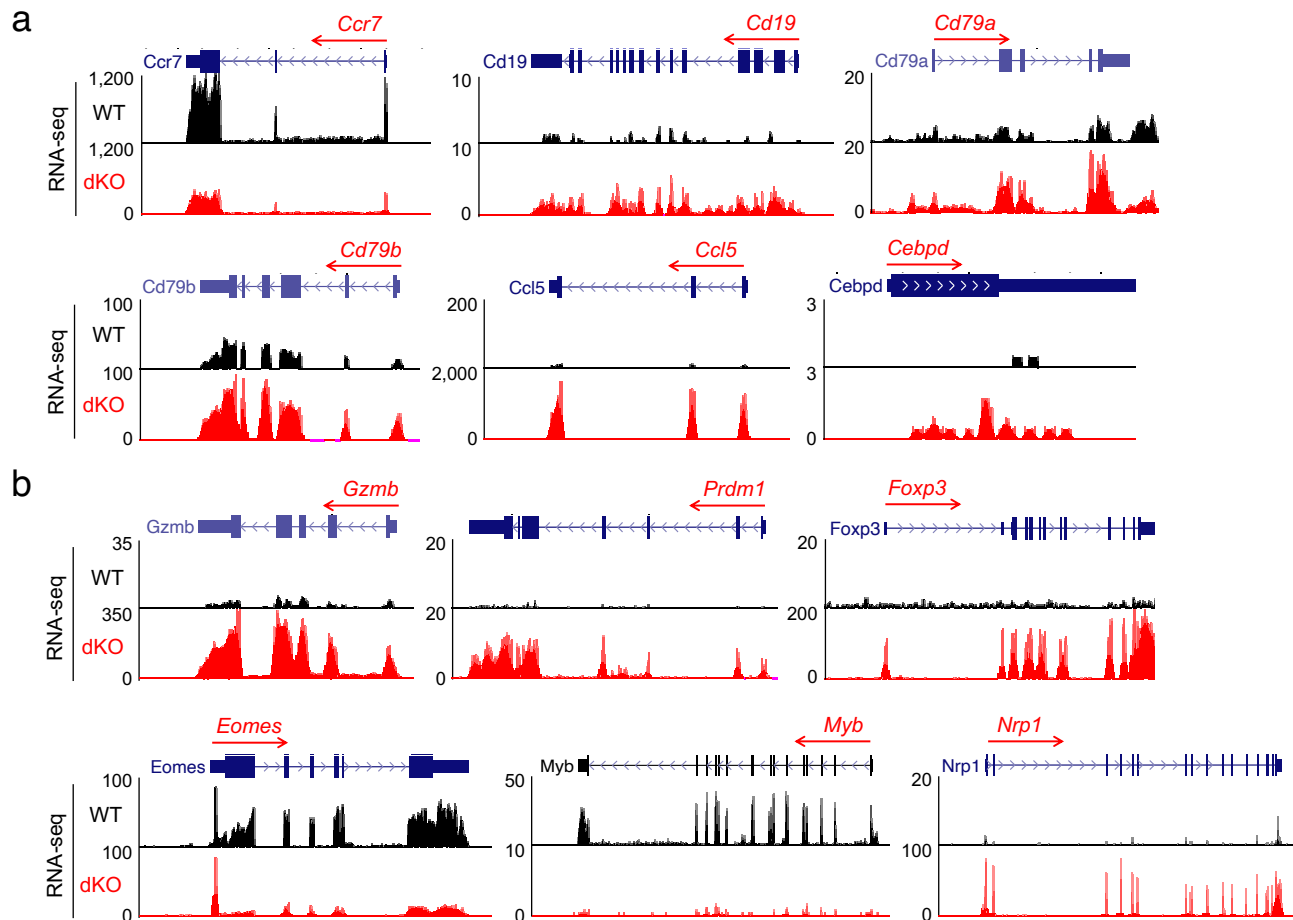 a
Ccr7
Cd19
Cd79a
Ccr7
Cd19
Cd79a
1,200
10
20
RNA-seq
WT
1,200
10
20
dKO
0
0
0
Cd79b
Ccl5
Cebpd
Cd79b
Ccl5
Cebpd
100
200
3
RNA-seq
WT
100
2,000
3
dKO
0
0
0
b
Gzmb
Prdm1
Foxp3
Gzmb
Foxp3
35
20
20
RNA-seq
WT
350
20
200
dKO
0
0
0
Eomes
Myb
Nrp1
Eomes
Myb
Nrp1
100
50
20
RNA-seq
WT
100
10
100
dKO
0
0
0